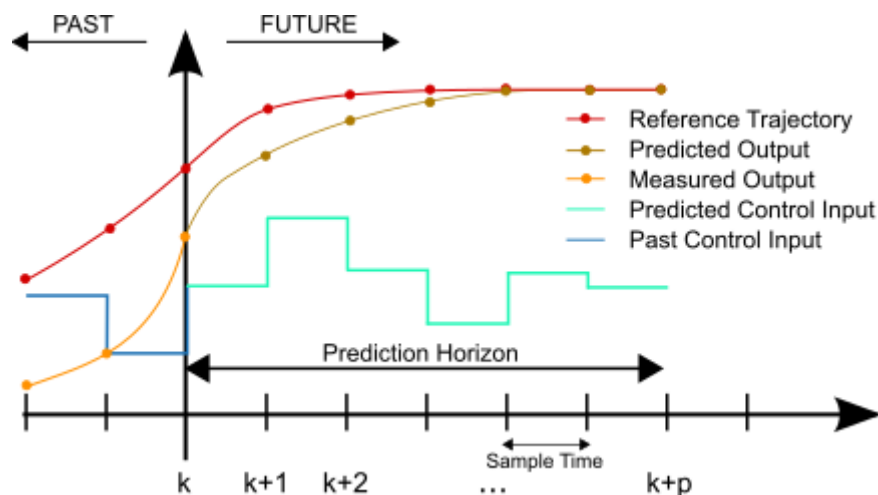 PAST
FUTURE
Reference Trajectory
Predicted Output
Measured Output
Predicted Control Input
Past Control Input
Prediction Horizon
Sample Time
k
k+1
k+2
...
k+p